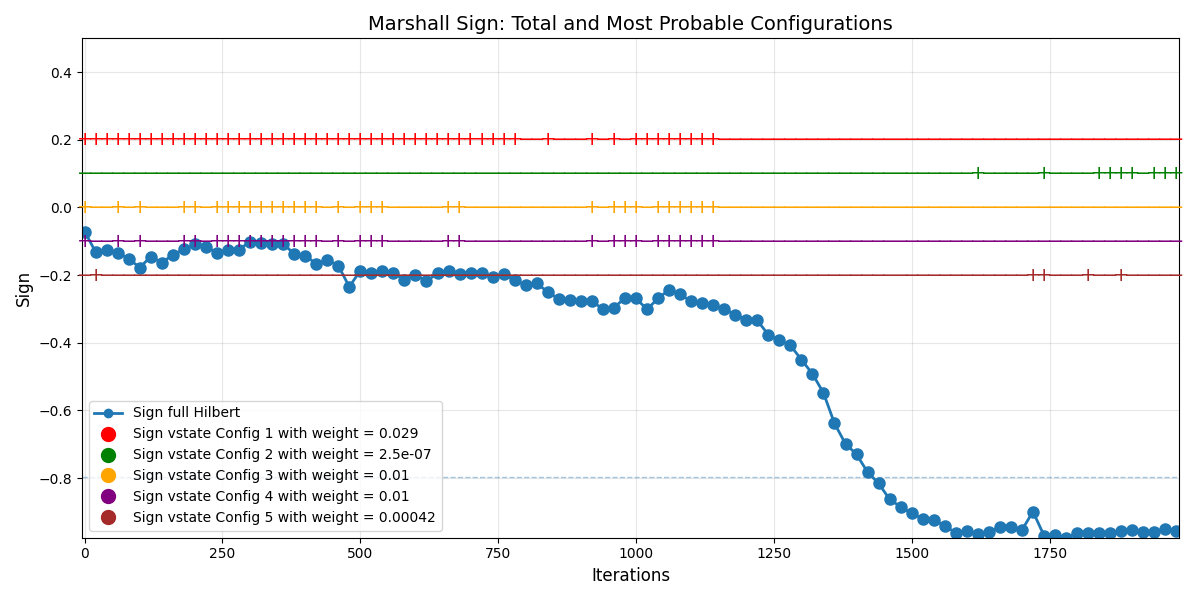 Marshall Sign: Total and Most Probable Configurations
Sign
0.4
0.2
0.0
−0.2
−0.4
−0.6
−0.8
Sign full Hilbert
Sign vstate Config 1 with weight = 0.029
Sign vstate Config 2 with weight = 2.5e-07
Sign vstate Config 3 with weight = 0.01
Sign vstate Config 4 with weight = 0.01
Sign vstate Config 5 with weight = 0.00042
0 250 500 750 1000 1250 1500 1750
Iterations